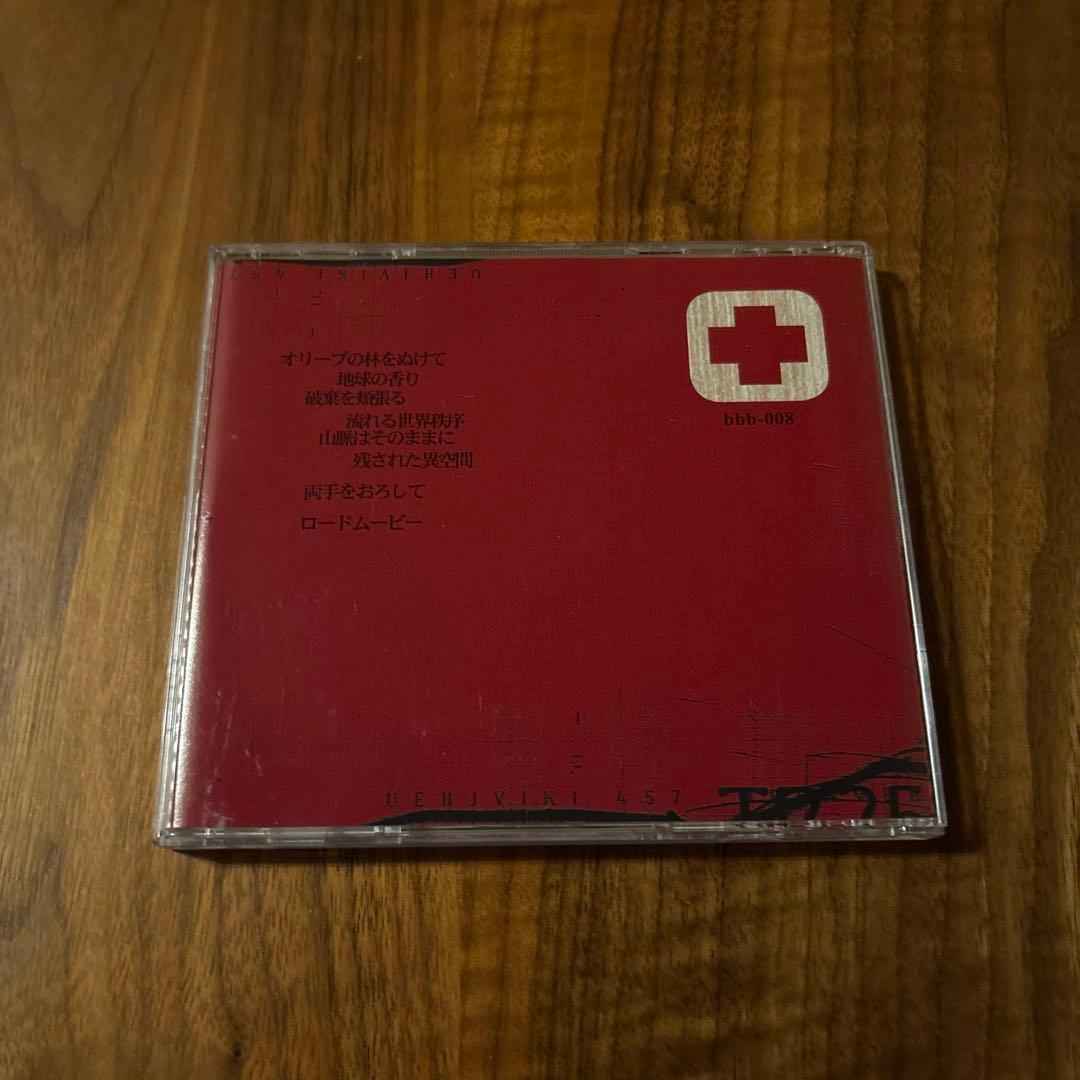 UEHJVIKI 457
オリーブの林をぬけて
地球の香り
破棄を頬張る
流れる世界秩序
山脈はそのままに
残された異空間
両手をおろして
ロードムービー
bbb-008
UEHJVIKI 457